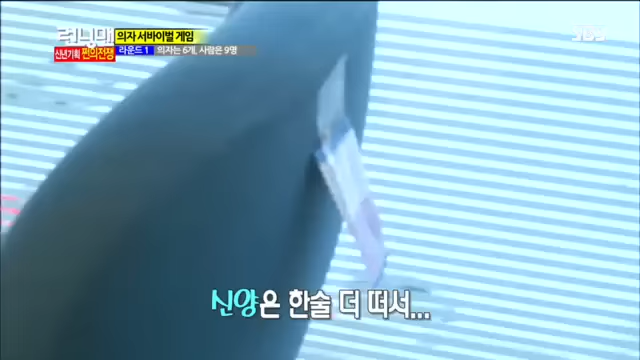 런닝맨
신년기획 쩐의전쟁
의자 서바이벌 게임
라운드 1 의자는 6개, 사람은 9명
SBS
신양은 한술 더 떠서...